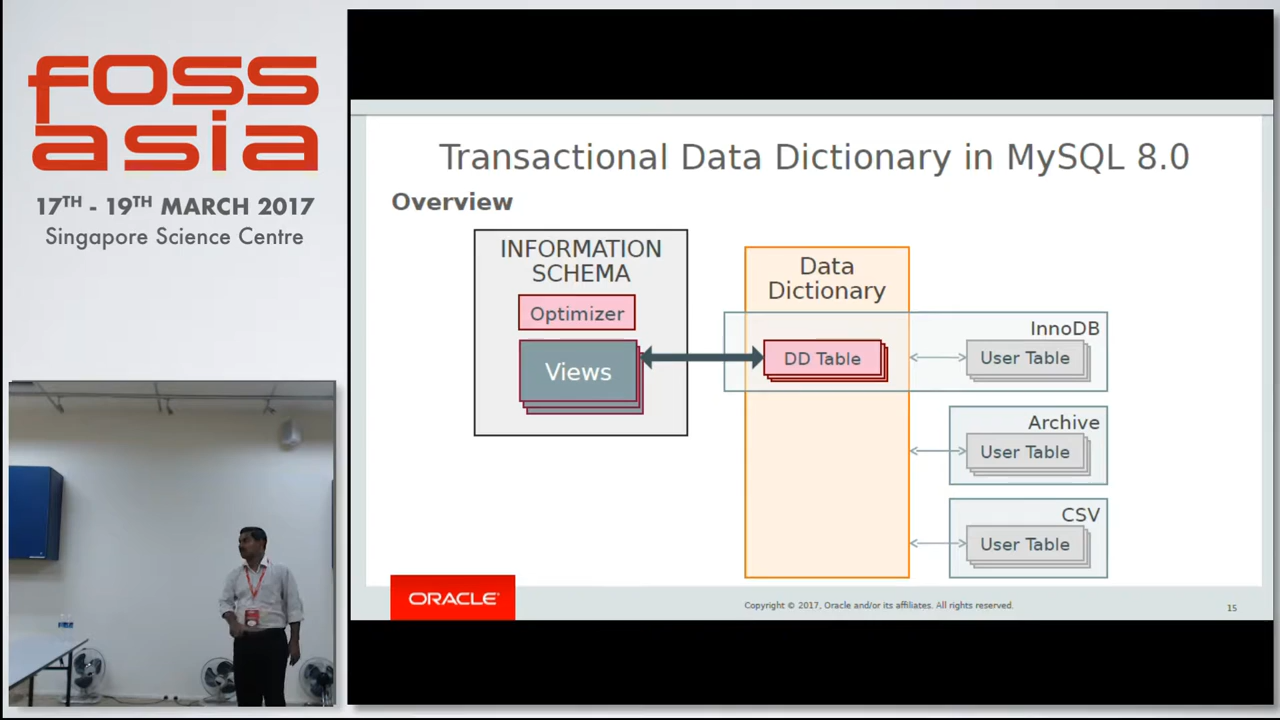 foss
asia
17TH - 19TH MARCH 2017
Singapore Science Centre
Transactional Data Dictionary in MySQL 8.0
Overview
INFORMATION
SCHEMA
Optimizer
Views
Data
Dictionary
DD Table
InnoDB
User Table
Archive
User Table
CSV
User Table
ORACLE
Copyright © 2017, Oracle and/or its affiliates. All rights reserved.
15